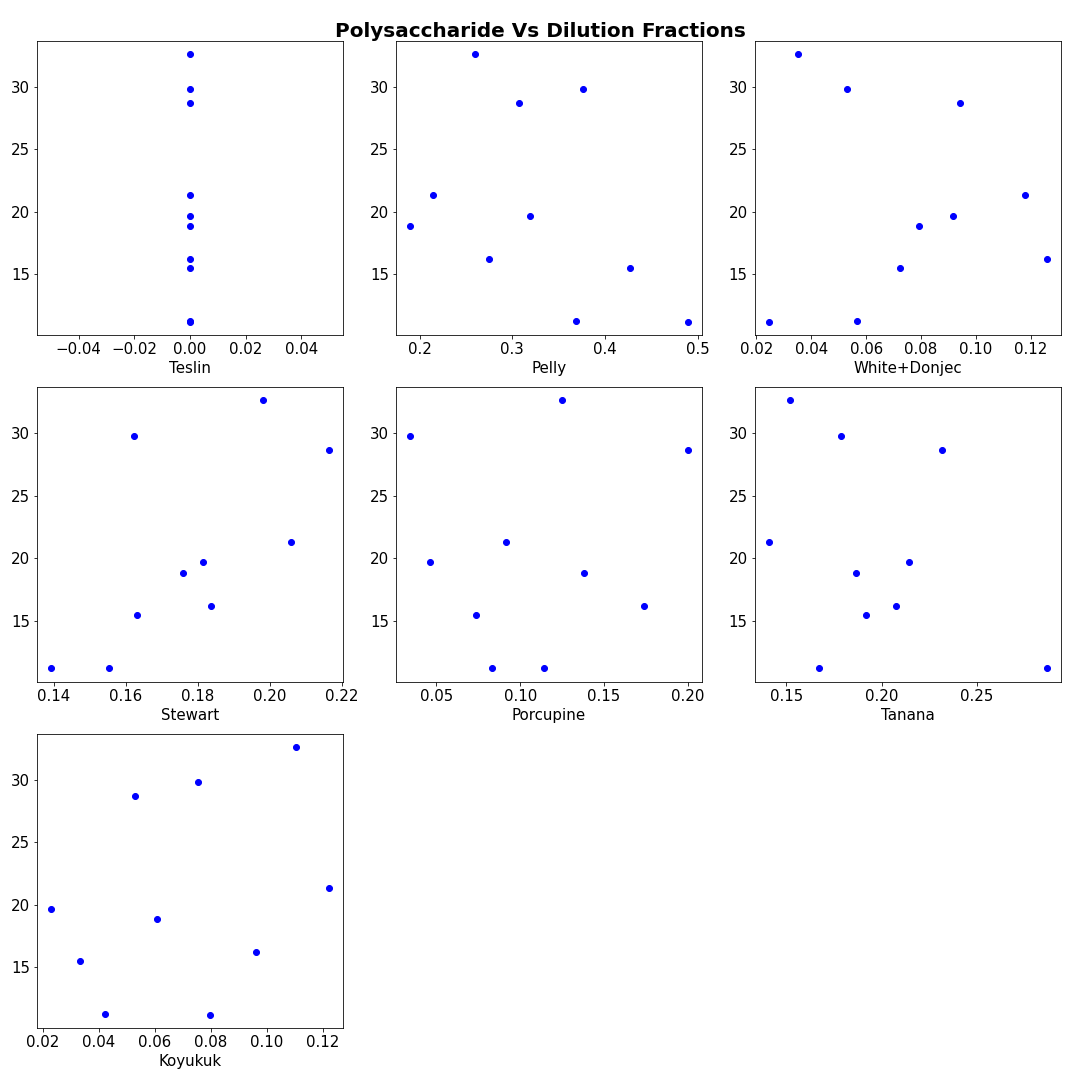 Polysaccharide Vs Dilution Fractions
30
25
20
15
−0.04 −0.02 0.00 0.02 0.04
Teslin
30
25
20
15
0.2 0.3 0.4 0.5
Pelly
30
25
20
15
0.02 0.04 0.06 0.08 0.10 0.12
White+Donjec
30
25
20
15
0.14 0.16 0.18 0.20 0.22
Stewart
30
25
20
15
0.05 0.10 0.15 0.20
Porcupine
30
25
20
15
0.15 0.20 0.25
Tanana
30
25
20
15
0.02 0.04 0.06 0.08 0.10 0.12
Koyukuk